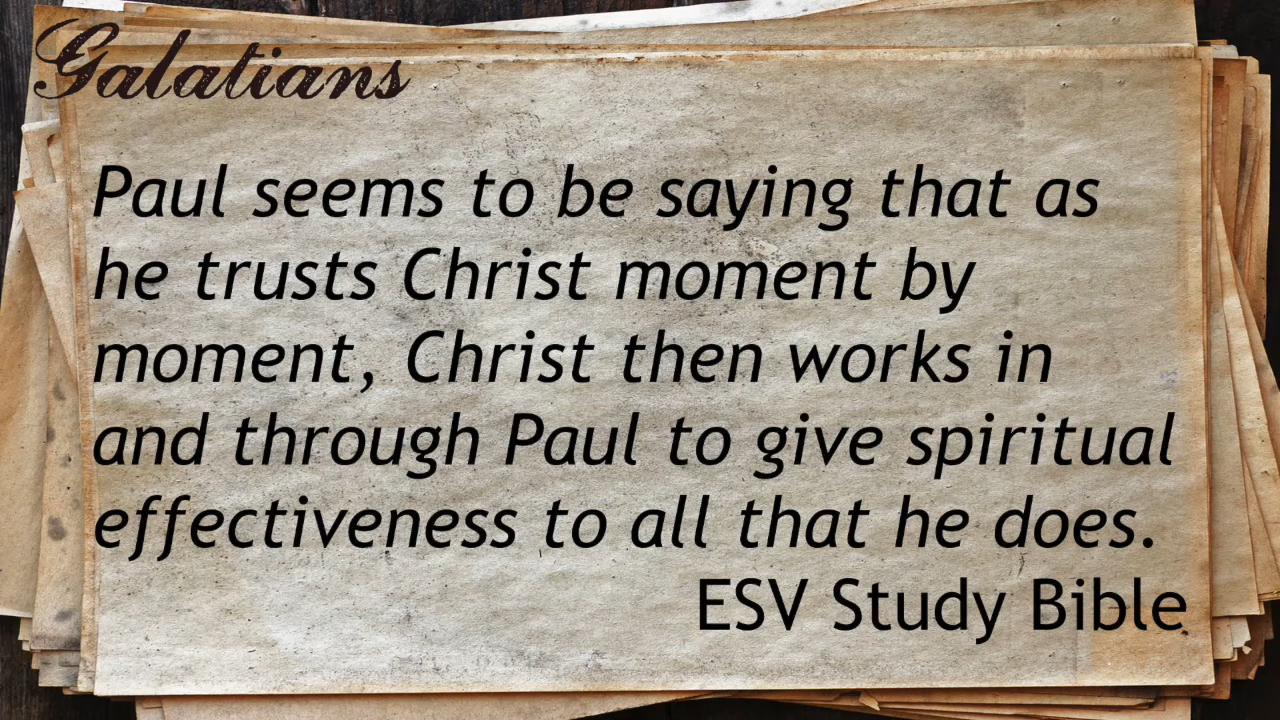 Galatians
Paul seems to be saying that as
he trusts Christ moment by
moment, Christ then works in
and through Paul to give spiritual
effectiveness to all that he does.
ESV Study Bible